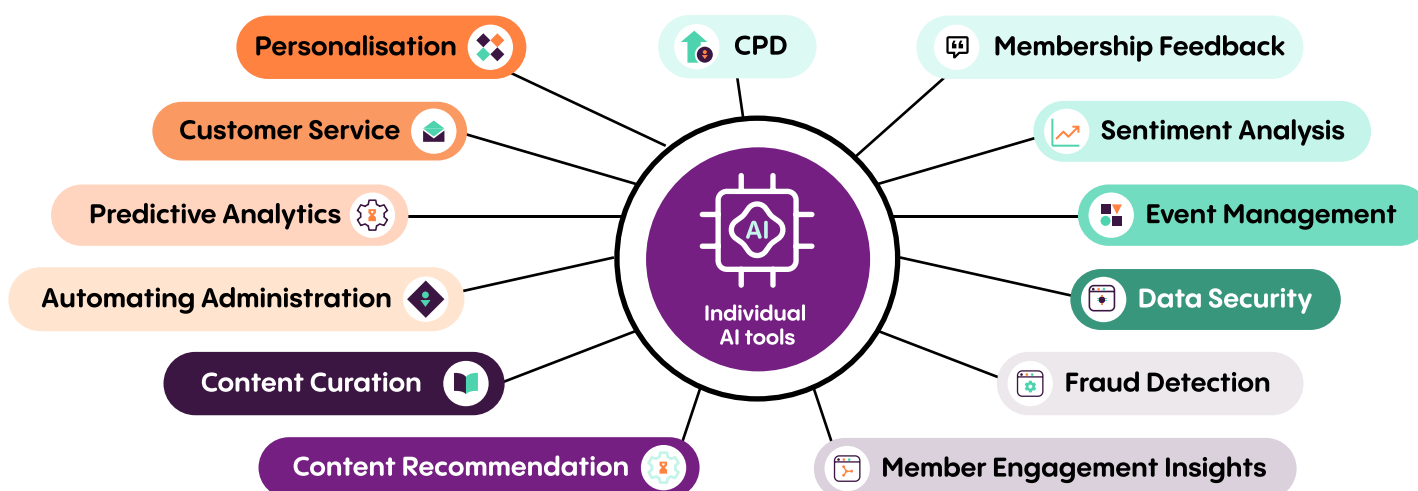 Personalisation
CPD
Membership Feedback
Customer Service
Sentiment Analysis
Predictive Analytics
Event Management
AI
Individual
AI tools
Automating Administration
Data Security
Content Curation
Fraud Detection
Content Recommendation
Member Engagement Insights